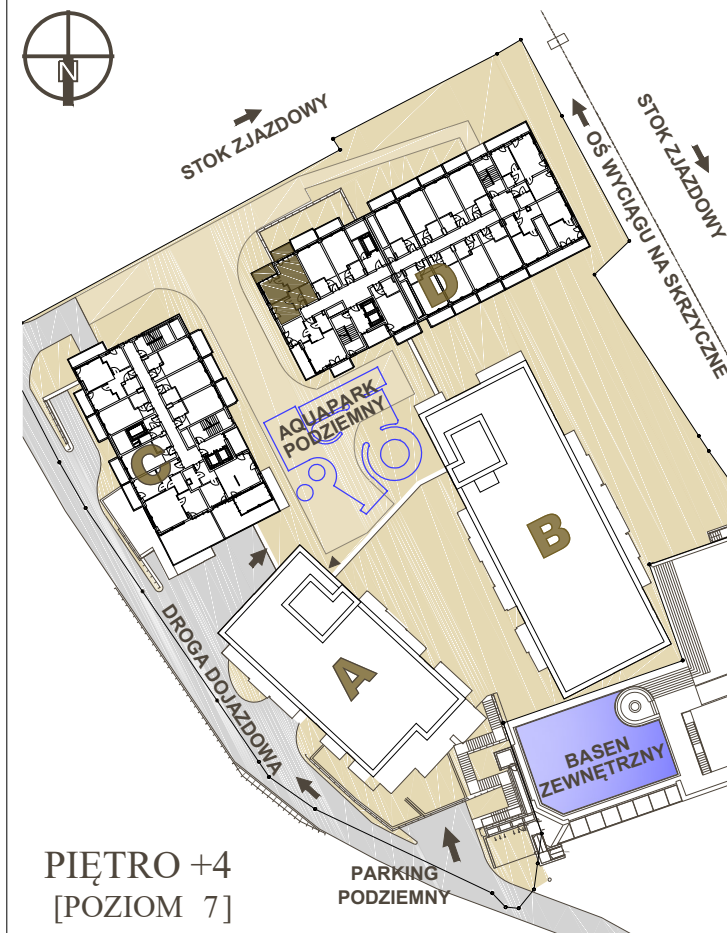 N
STOK ZJAZDOWY
OŚ WYCIĄGU NA SKRZYCZNE
STOK ZJAZDOWY
D
AQUAPARK
PODZIEMNY
C
B
A
DROGA DOJAZDOWA
BASEN
ZEWNĘTRZNY
PARKING
PODZIEMNY
PIĘTRO +4
[POZIOM 7]